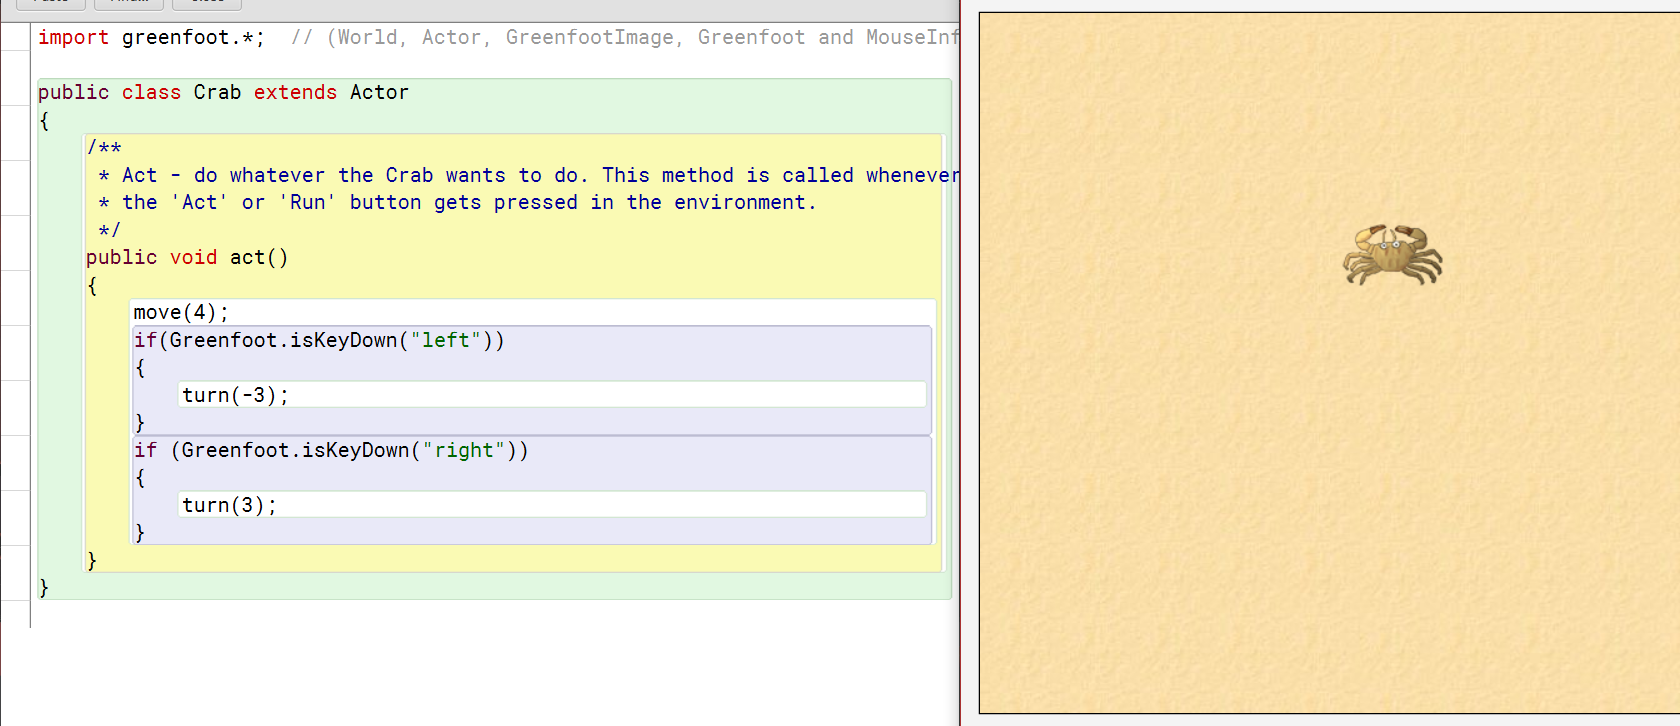 import greenfoot.*;  // (World, Actor, GreenfootImage, Greenfoot and MouseInf
public class Crab extends Actor
{
/**
* Act - do whatever the Crab wants to do. This method is called whenever
* the 'Act' or 'Run' button gets pressed in the environment.
*/
public void act()
{
move(4);
if(Greenfoot.isKeyDown("left"))
{
turn(-3);
}
if (Greenfoot.isKeyDown("right"))
{
turn(3);
}
}
}